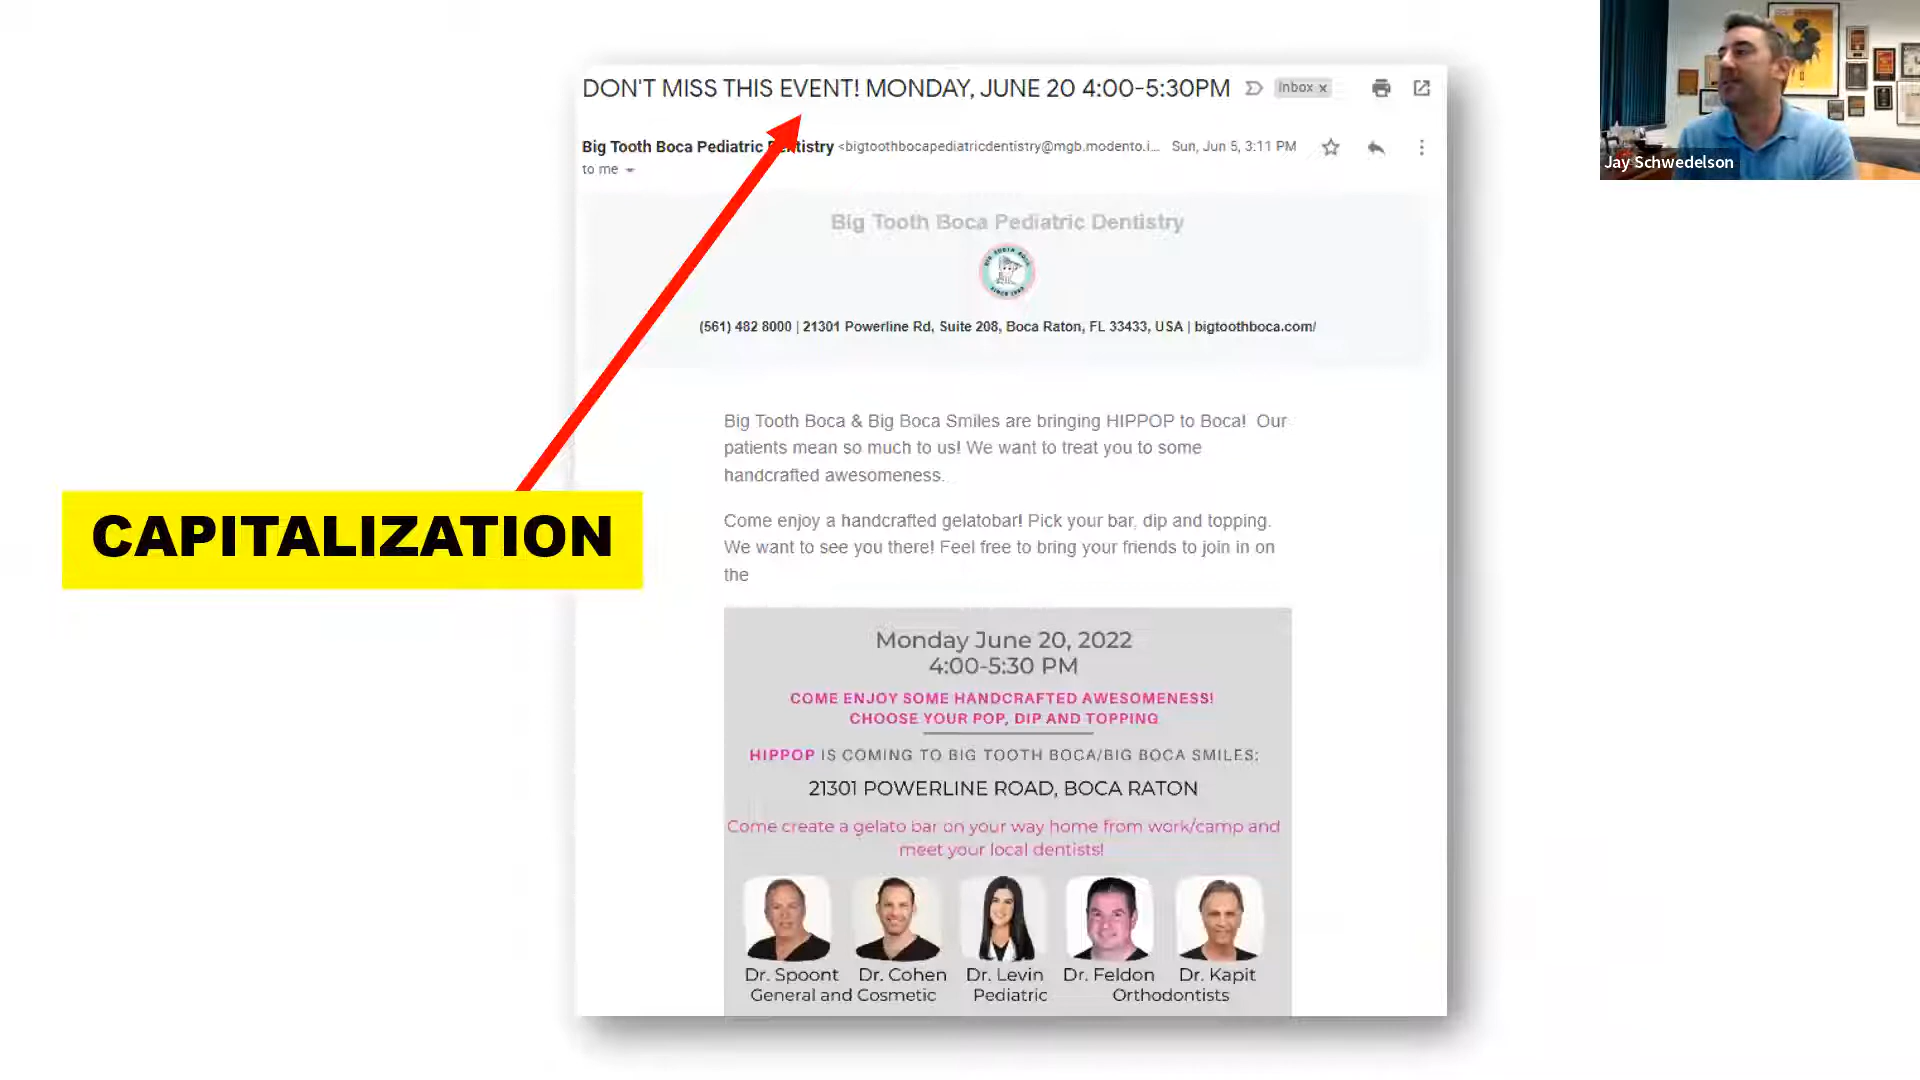 DON'T MISS THIS EVENT! MONDAY, JUNE 20 4:00-5:30PM
Inbox x
Big Tooth Boca Pediatric Dentistry <bigtoothbocapediatricdentistry@mgb.modento.i... Sun, Jun 5, 3:11 PM
to me
Jay Schwedelson
Big Tooth Boca Pediatric Dentistry
BIG TOOTH BOCA
SINCE
(561) 482 8000 | 21301 Powerline Rd, Suite 208, Boca Raton, FL 33433, USA | bigtoothboca.com/
Big Tooth Boca & Big Boca Smiles are bringing HIPPOP to Boca! Our
patients mean so much to us! We want to treat you to some
handcrafted awesomeness.
CAPITALIZATION
Come enjoy a handcrafted gelatobar! Pick your bar, dip and topping.
We want to see you there! Feel free to bring your friends to join in on
the
Monday June 20, 2022
4:00-5:30 PM
COME ENJOY SOME HANDCRAFTED AWESOMENESS!
CHOOSE YOUR POP, DIP AND TOPPING
HIPPOP IS COMING TO BIG TOOTH BOCA/BIG BOCA SMILES:
21301 POWERLINE ROAD, BOCA RATON
Come create a gelato bar on your way home from work/camp and
meet your local dentists!
Dr. Spoont Dr. Cohen Dr. Levin Dr. Feldon Dr. Kapit
General and Cosmetic Pediatric Orthodontists